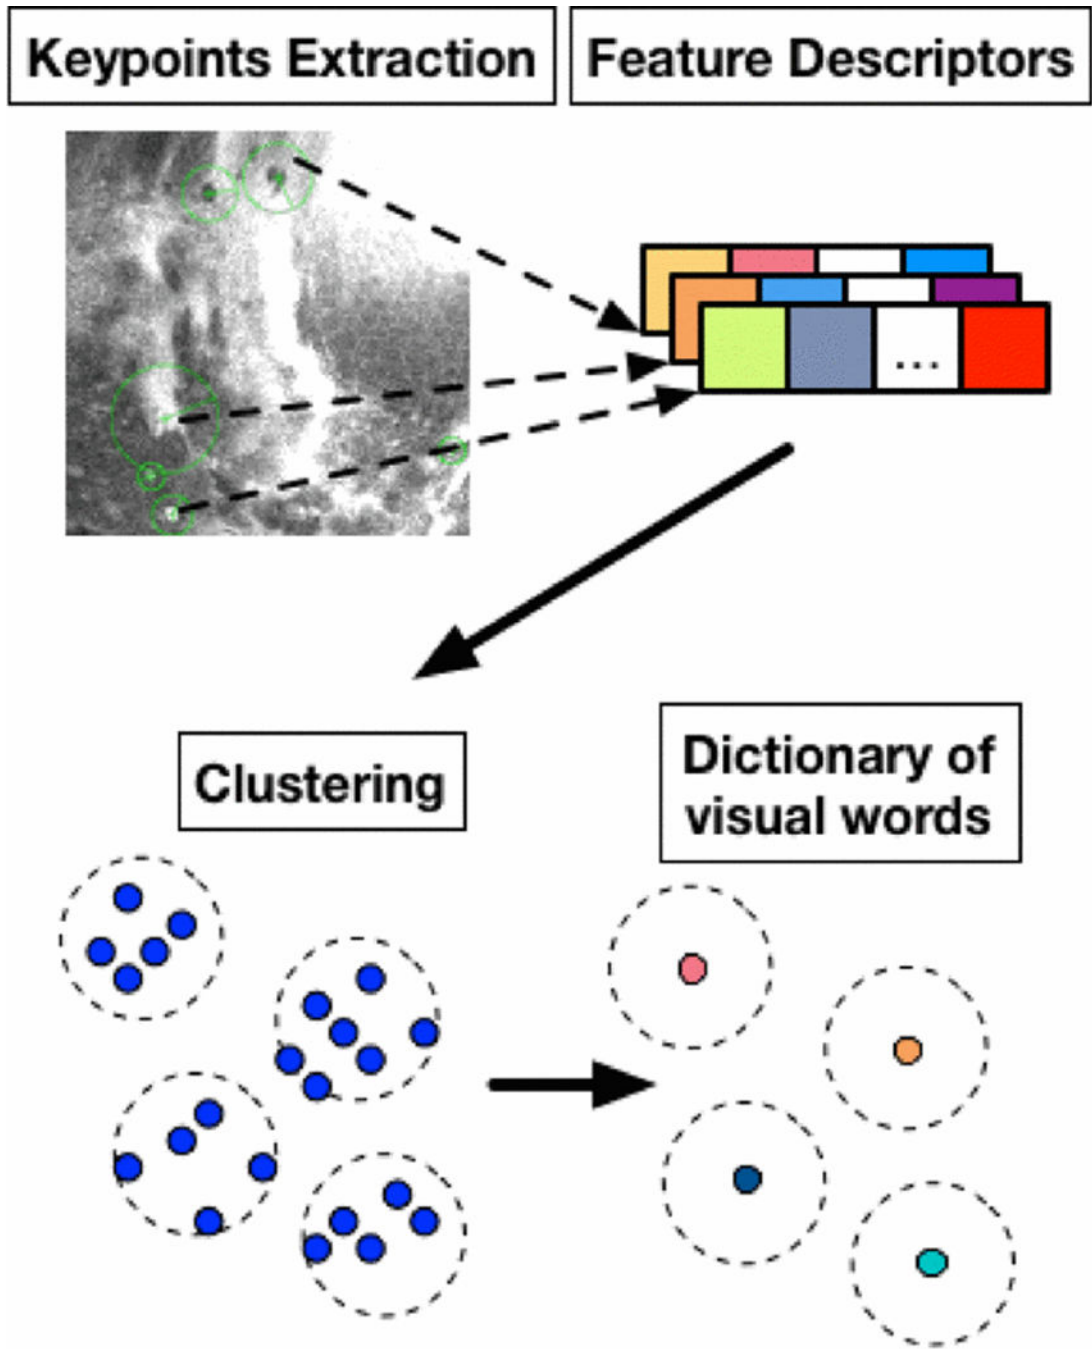 Keypoints Extraction
Feature Descriptors
...
Clustering
Dictionary of
visual words